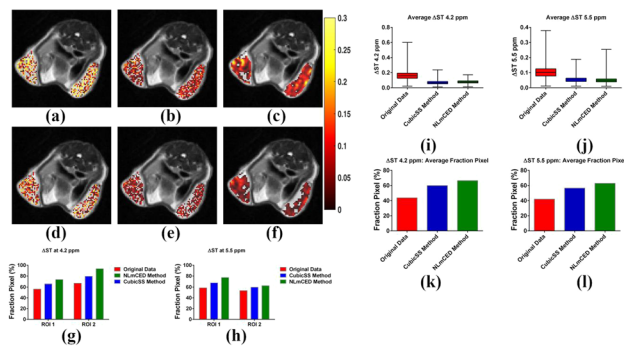 0.3
0.25
0.2
0.15
0.1
0.05
0
(a)
(b)
(c)
(d)
(e)
(f)
ΔST at 4.2 ppm
Fraction Pixel (%)
100
80
60
40
20
0
ROI 1
ROI 2
Original Data
NLmCED Method
CubicSS Method
(g)
ΔST at 5.5 ppm
Fraction Pixel (%)
100
80
60
40
20
0
ROI 1
ROI 2
Original Data
CubicSS Method
NLmCED Method
(h)
Average ΔST 4.2 ppm
ΔST 4.2 ppm
0.8
0.6
0.4
0.2
0.0
Original Data
CubicSS Method
NLmCED Method
(i)
Average ΔST 5.5 ppm
ΔST 5.5 ppm
0.4
0.3
0.2
0.1
0.0
Original Data
CubicSS Method
NLmCED Method
(j)
ΔST 4.2 ppm: Average Fraction Pixel
Fraction Pixel (%)
80
60
40
20
0
Original Data
CubicSS Method
NLmCED Method
(k)
ΔST 5.5 ppm: Average Fraction Pixel
Fraction Pixel (%)
80
60
40
20
0
Original Data
CubicSS Method
NLmCED Method
(l)